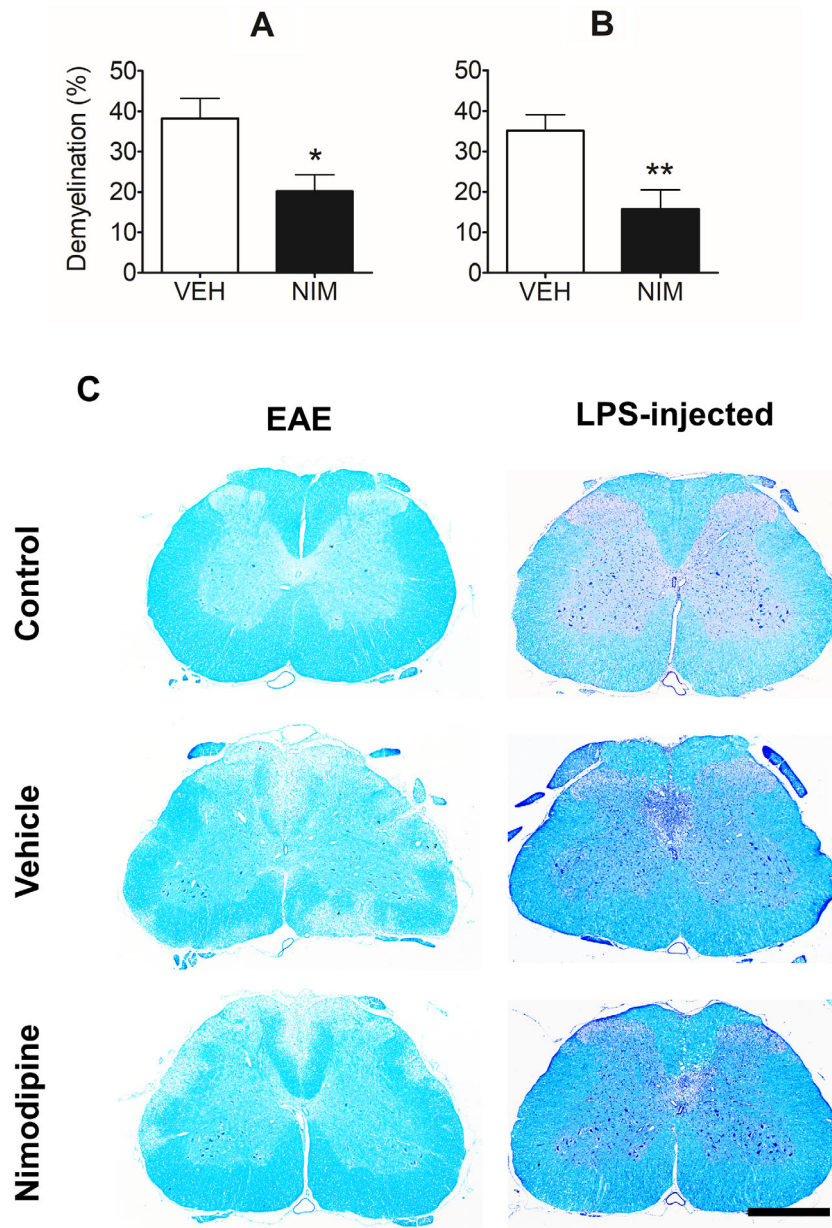 A
B
Demyelination (%)
50
40
30
20
10
0
*
VEH
NIM
50
40
30
20
10
0
**
VEH
NIM
C
EAE
LPS-injected
Control
Vehicle
Nimodipine